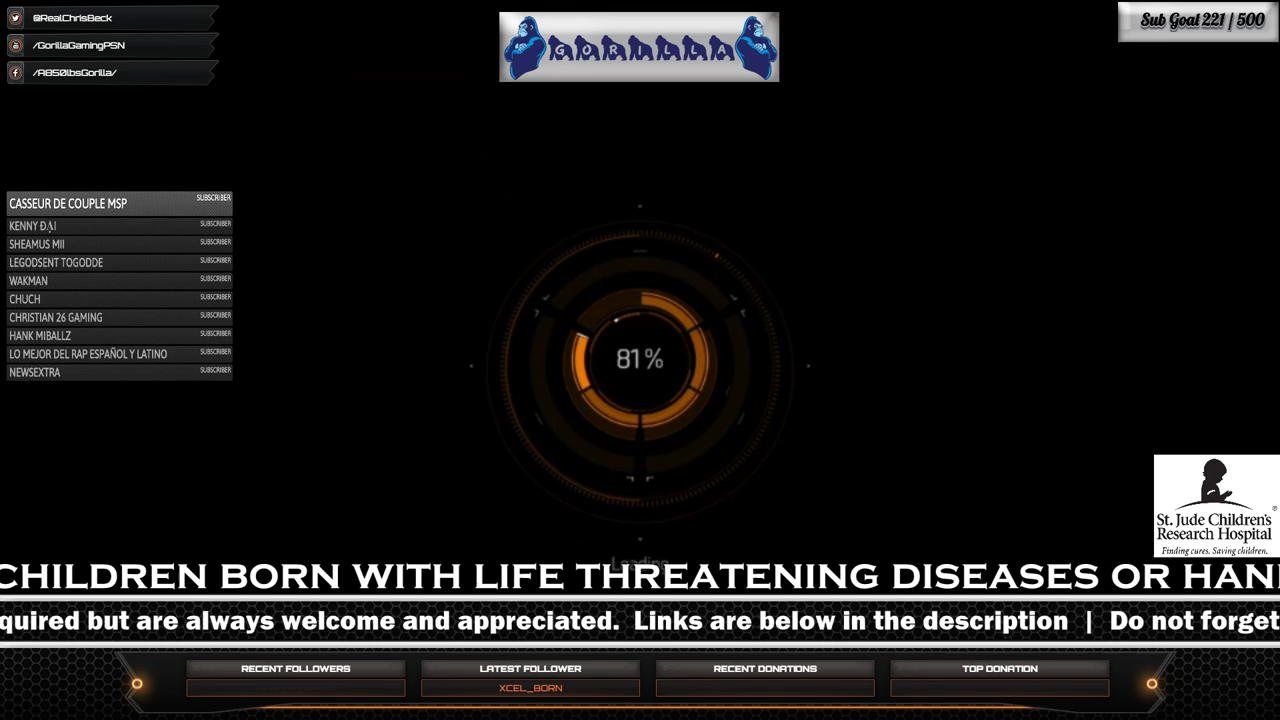 @RealChrisBeck
/GorillaGamingPSN
/A850lbsGorilla/
GORILLA
Sub Goal 221 / 500
CASSEUR DE COUPLE MSP SUBSCRIBER
KENNY ĐẠI SUBSCRIBER
SHEAMUS MII SUBSCRIBER
LEGODSENT TOGODDE SUBSCRIBER
WAKMAN SUBSCRIBER
CHUCH SUBSCRIBER
CHRISTIAN 26 GAMING SUBSCRIBER
HANK MIBALLZ SUBSCRIBER
LO MEJOR DEL RAP ESPAÑOL Y LATINO SUBSCRIBER
NEWSEXTRA SUBSCRIBER
81%
St. Jude Children's
Research Hospital
Finding cures. Saving children.
Loading
CHILDREN BORN WITH LIFE THREATENING DISEASES OR HAN
quired but are always welcome and appreciated. Links are below in the description | Do not forget
RECENT FOLLOWERS LATEST FOLLOWER RECENT DONATIONS TOP DONATION
XCEL_BORN